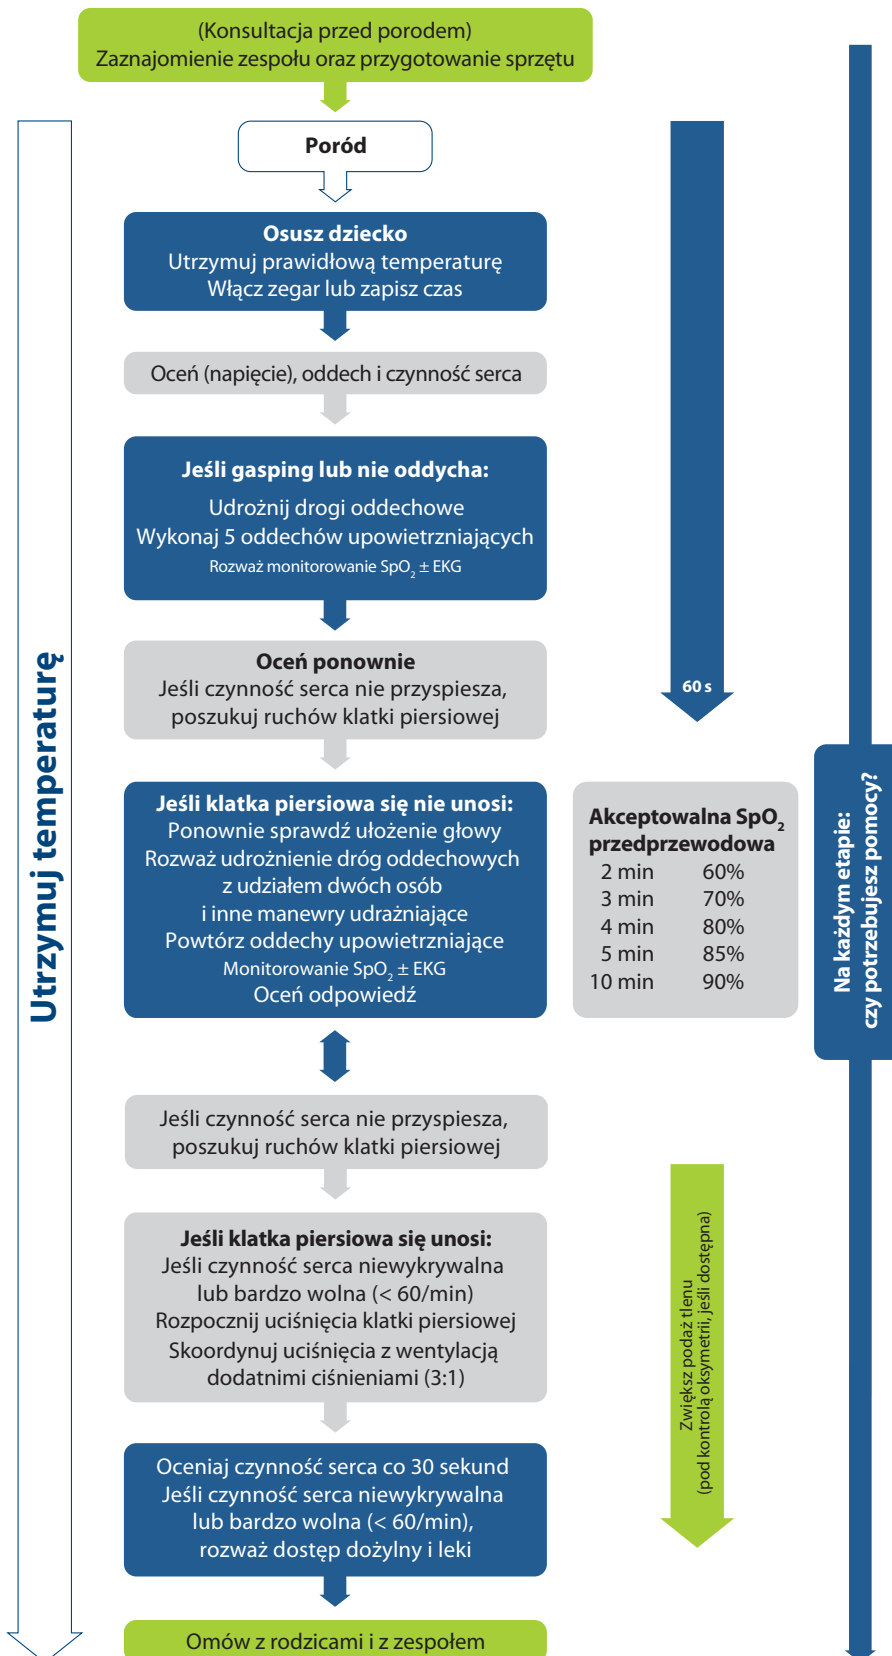 (Konsultacja przed porodem)
Zaznajomienie zespołu oraz przygotowanie sprzętu
Poród
Osusz dziecko
Utrzymuj prawidłową temperaturę
Włącz zegar lub zapisz czas
Oceń (napięcie), oddech i czynność serca
Jeśli gasping lub nie oddycha:
Udrożnij drogi oddechowe
Wykonaj 5 oddechów upowietrzniających
Rozważ monitorowanie SpO₂ ± EKG
Oceń ponownie
Jeśli czynność serca nie przyspiesza,
poszukuj ruchów klatki piersiowej
60 s
Jeśli klatka piersiowa się nie unosi:
Ponownie sprawdź ułożenie głowy
Rozważ udrożnienie dróg oddechowych
z udziałem dwóch osób
i inne manewry udrażniające
Powtórz oddechy upowietrzniające
Monitorowanie SpO₂ ± EKG
Oceń odpowiedź
Akceptowalna SpO₂
przedprzewodowa
2 min 60%
3 min 70%
4 min 80%
5 min 85%
10 min 90%
Jeśli czynność serca nie przyspiesza,
poszukuj ruchów klatki piersiowej
Jeśli klatka piersiowa się unosi:
Jeśli czynność serca niewykrywalna
lub bardzo wolna (< 60/min)
Rozpocznij uciśnięcia klatki piersiowej
Skoordynuj uciśnięcia z wentylacją
dodatnimi ciśnieniami (3:1)
Zwiększ podaż tlenu
(pod kontrolą oksymetrii, jeśli dostępna)
Oceniaj czynność serca co 30 sekund
Jeśli czynność serca niewykrywalna
lub bardzo wolna (< 60/min),
rozważ dostęp dożylny i leki
Omów z rodzicami i z zespołem
Utrzymuj temperaturę
Na każdym etapie:
czy potrzebujesz pomocy?